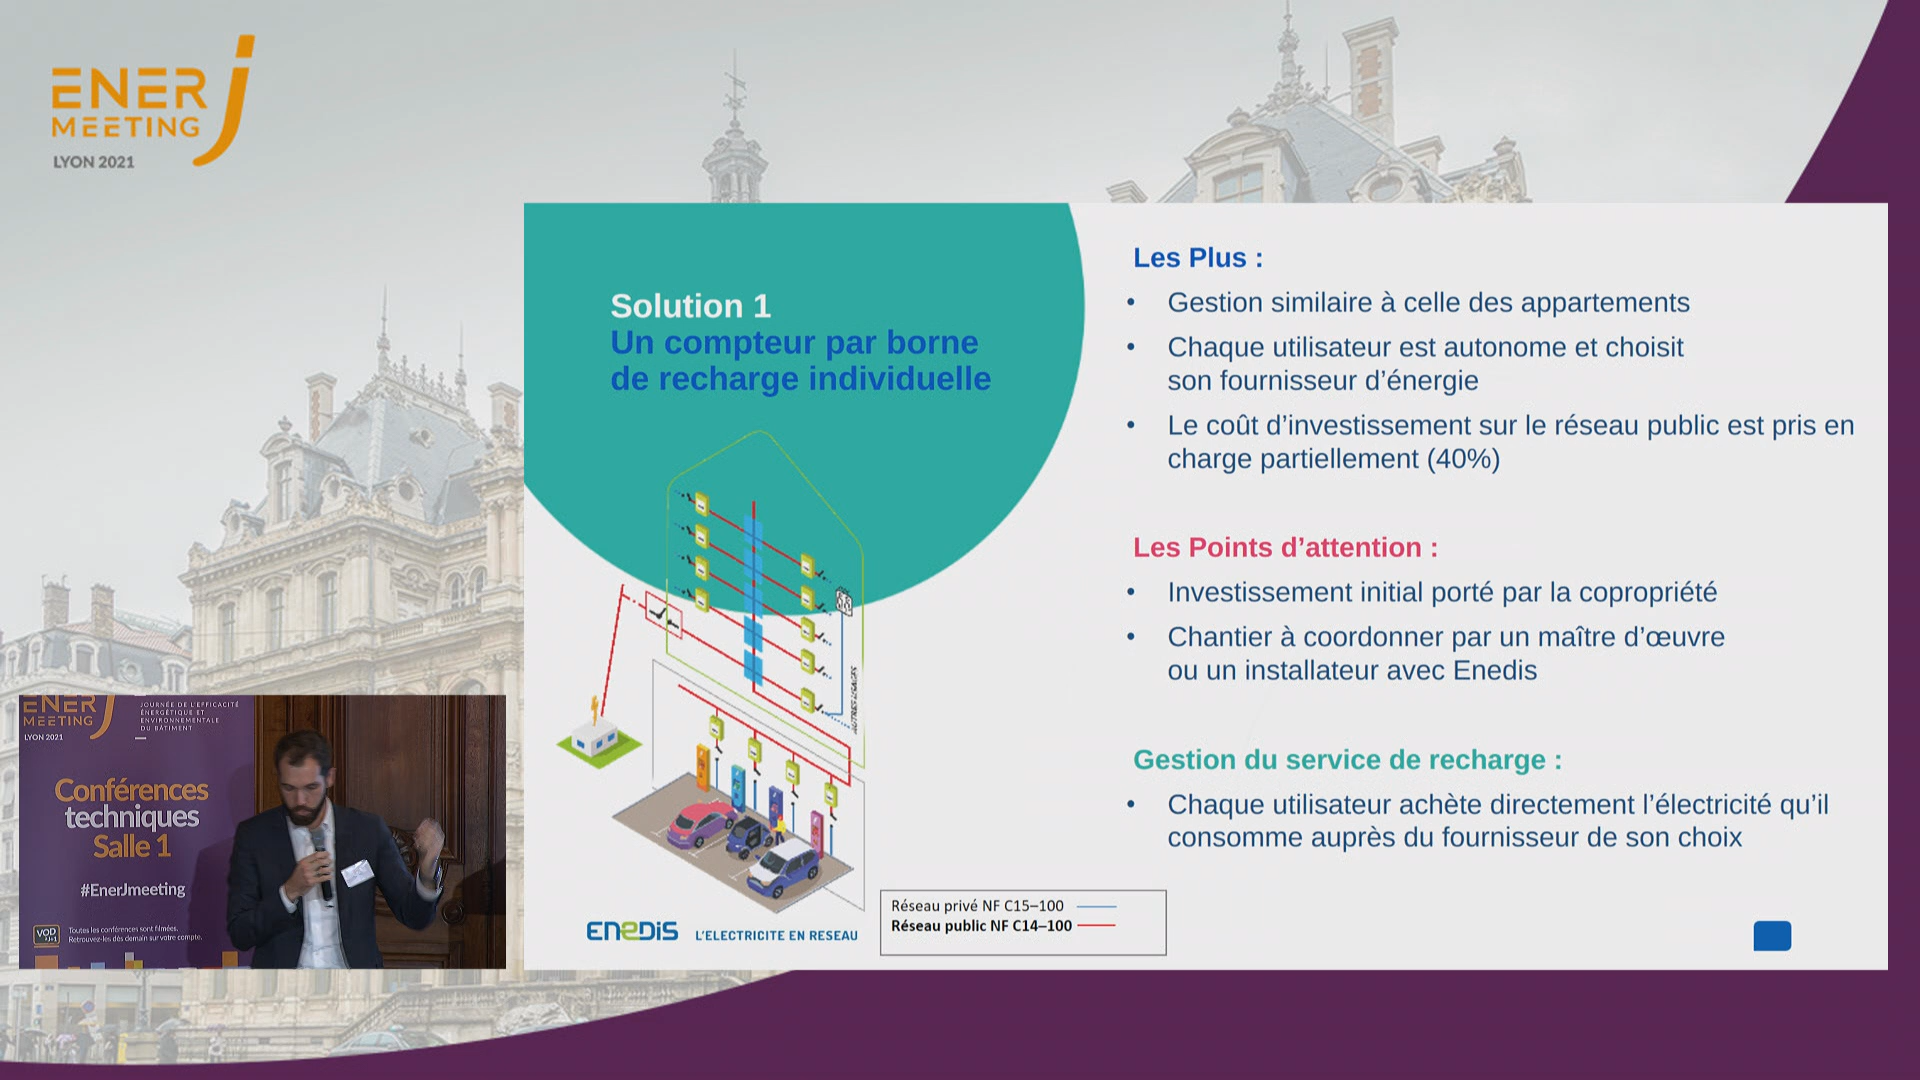 ENER
MEETING
LYON 2021
Solution 1
Un compteur par borne
de recharge individuelle
AUTRES USAGES
ENEDIS
L'ELECTRICITE EN RESEAU
Réseau privé NF C15–100
Réseau public NF C14–100
Les Plus :
• Gestion similaire à celle des appartements
• Chaque utilisateur est autonome et choisit
son fournisseur d’énergie
• Le coût d’investissement sur le réseau public est pris en
charge partiellement (40%)
Les Points d’attention :
• Investissement initial porté par la copropriété
• Chantier à coordonner par un maître d’œuvre
ou un installateur avec Enedis
Gestion du service de recharge :
• Chaque utilisateur achète directement l’électricité qu’il
consomme auprès du fournisseur de son choix
ENER
MEETING
LYON 2021
JOURNÉE DE L'EFFICACITÉ
ÉNERGÉTIQUE ET
ENVIRONNEMENTALE
DU BÂTIMENT
Conférences
techniques
Salle 1
#EnerJmeeting
VOD
Toutes les conférences sont filmées.
Retrouvez-les dès demain sur votre compte.